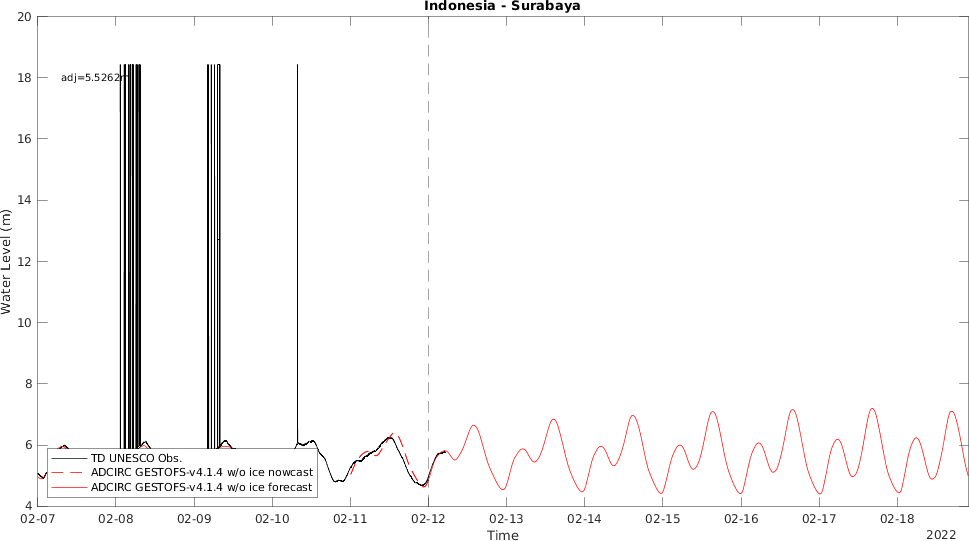 Indonesia - Surabaya
20
18
16
14
12
10
8
6
4
Water Level (m)
adj=5.5262m
TD UNESCO Obs.
ADCIRC GESTOFS-v4.1.4 w/o ice nowcast
ADCIRC GESTOFS-v4.1.4 w/o ice forecast
02-07 02-08 02-09 02-10 02-11 02-12 02-13 02-14 02-15 02-16 02-17 02-18
Time
2022